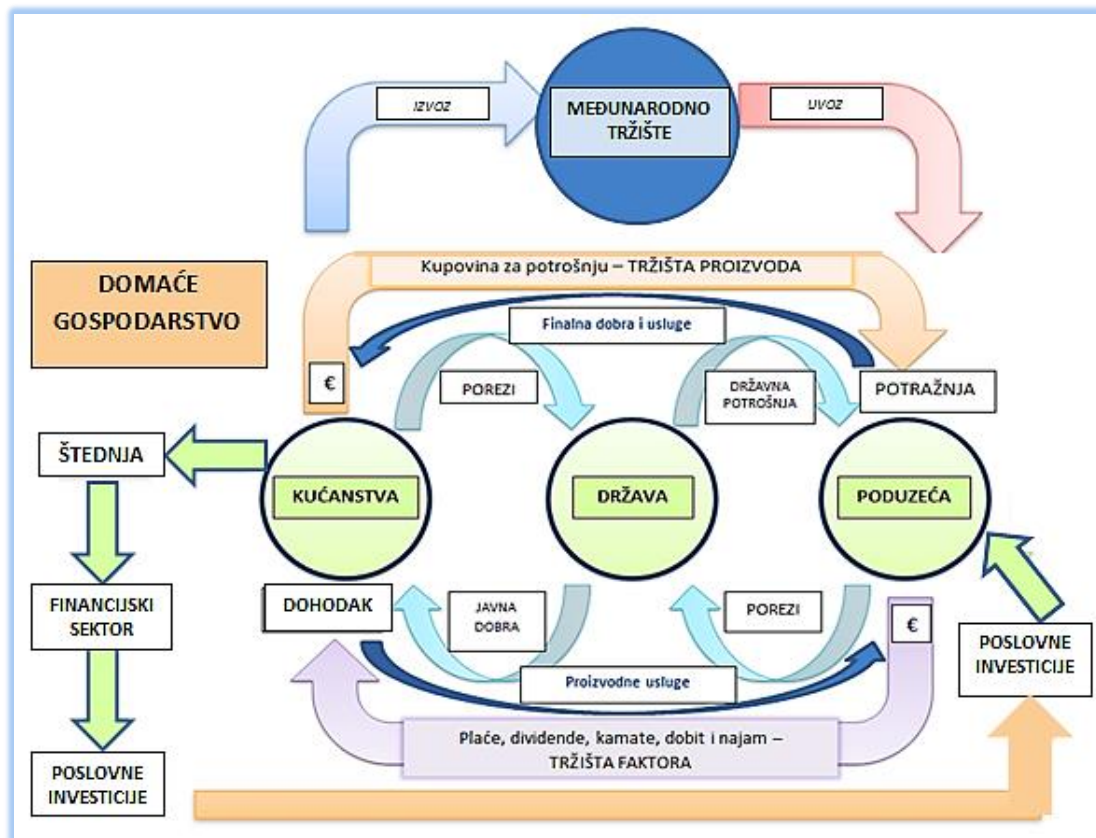 IZVOZ
MEĐUNARODNO
TRŽIŠTE
UVOZ
DOMAĆE
GOSPODARSTVO
Kupovina za potrošnju – TRŽIŠTA PROIZVODA
Finalna dobra i usluge
€
POREZI
DRŽAVNA
POTROŠNJA
POTRAŽNJA
ŠTEDNJA
KUĆANSTVA
DRŽAVA
PODUZEĆA
FINANCIJSKI
SEKTOR
DOHODAK
JAVNA
DOBRA
POREZI
€
POSLOVNE
INVESTICIJE
Proizvodne usluge
Plaće, dividende, kamate, dobit i najam –
TRŽIŠTA FAKTORA
POSLOVNE
INVESTICIJE